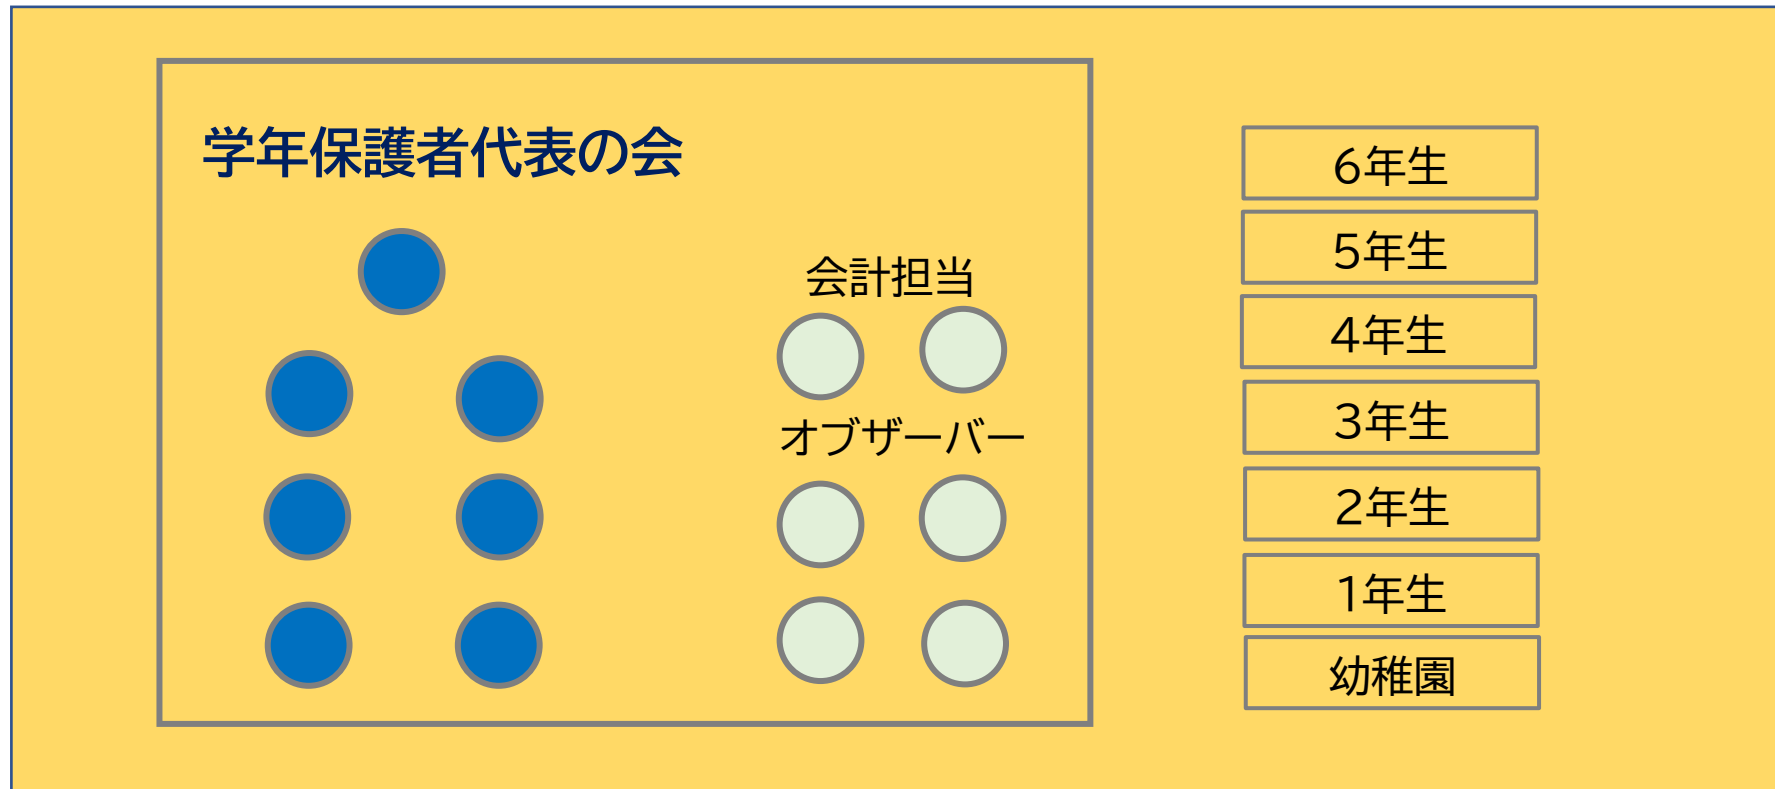 学年保護者代表の会
会計担当
オブザーバー
6年生
5年生
4年生
3年生
2年生
1年生
幼稚園